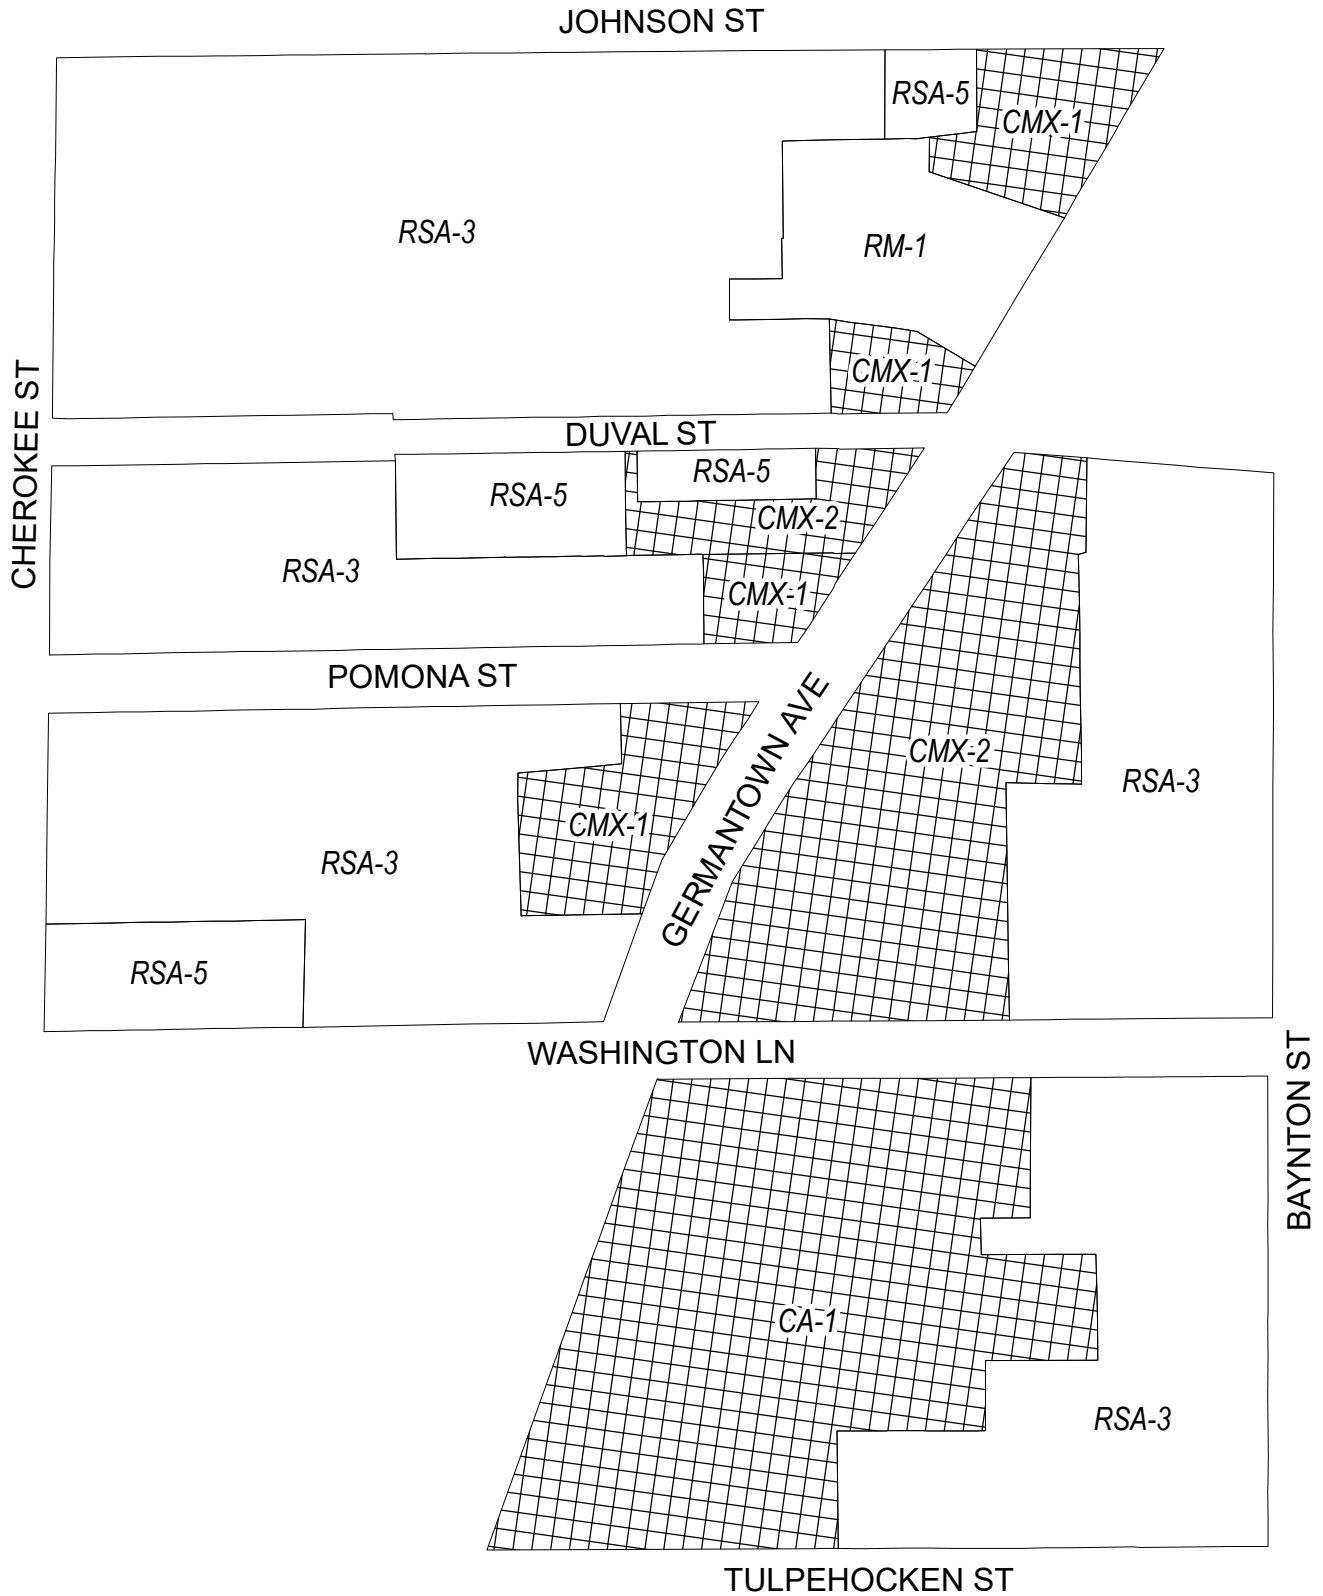 JOHNSON ST
RSA-5
CMX-1
RSA-3
RM-1
CMX-1
CHEROKEE ST
DUVAL ST
RSA-5
RSA-5
CMX-2
RSA-3
CMX-1
POMONA ST
GERMANTOWN AVE
CMX-2
RSA-3
CMX-1
RSA-3
RSA-5
WASHINGTON LN
BAYNTON ST
CA-1
RSA-3
TULPEHOCKEN ST